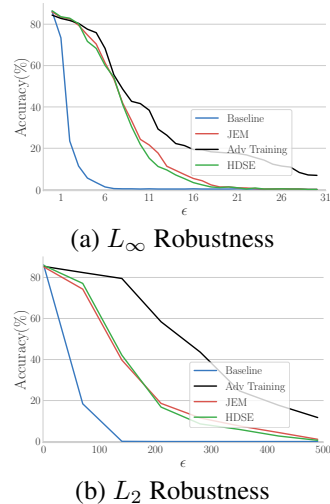 Accuracy(%)
80
60
40
20
0
Baseline
JEM
Adv Training
HDSE
1
6
11
16
21
26
31
ϵ
(a) L∞ Robustness
Accuracy(%)
80
60
40
20
0
Baseline
Adv Training
JEM
HDSE
0
100
200
300
400
500
ϵ
(b) L2 Robustness